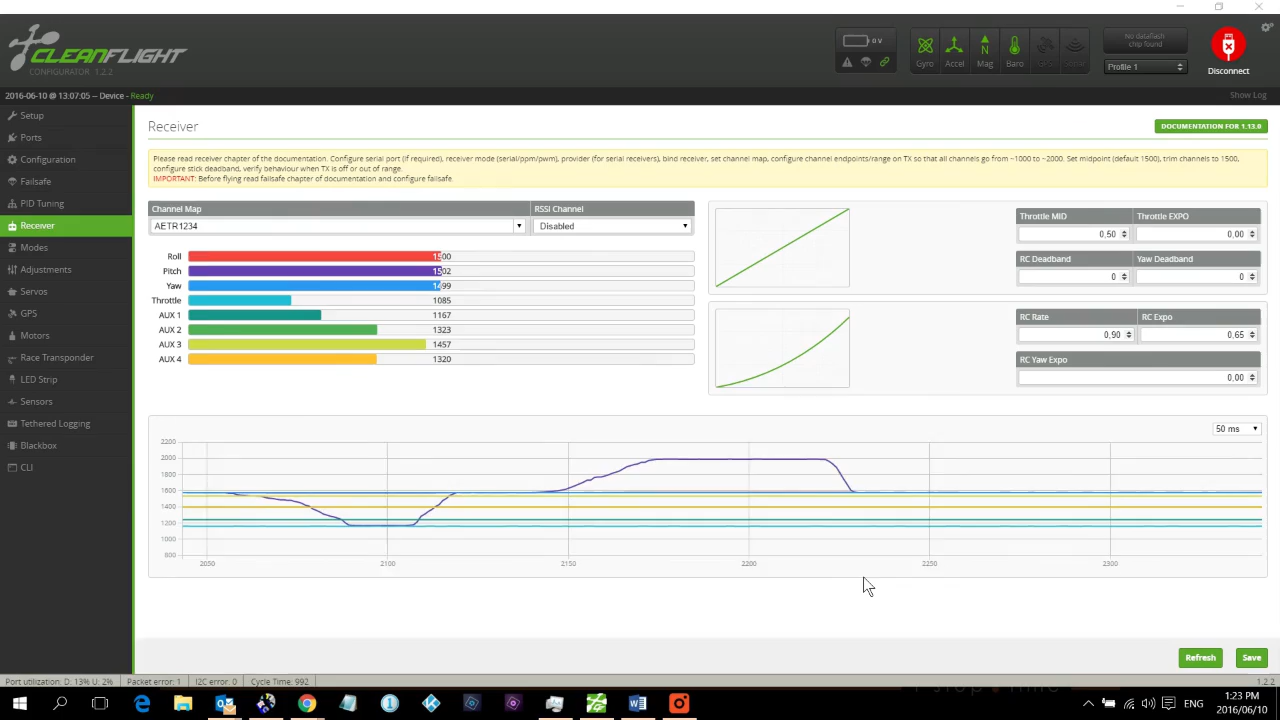 CLEANFLIGHT
CONFIGURATOR 1.2.2
0 V
Gyro
Accel
Mag
Baro
GPS
Sonar
No dataflash
chip found
Profile 1
Disconnect
2016-06-10 @ 13:07:05 -- Device - Ready
Show Log
Setup
Ports
Configuration
Failsafe
PID Tuning
Receiver
Modes
Adjustments
Servos
GPS
Motors
Race Transponder
LED Strip
Sensors
Tethered Logging
Blackbox
CLI
Receiver
DOCUMENTATION FOR 1.13.0
Please read receiver chapter of the documentation. Configure serial port (if required), receiver mode (serial/ppm/pwm), provider (for serial receivers), bind receiver, set channel map, configure channel endpoints/range on TX so that all channels go from ~1000 to ~2000. Set midpoint (default 1500), trim channels to 1500,
configure stick deadband, verify behaviour when TX is off or out of range.
IMPORTANT: Before flying read failsafe chapter of documentation and configure failsafe.
Channel Map
RSSI Channel
AETR1234
Disabled
Roll 1500
Pitch 1502
Yaw 1499
Throttle 1085
AUX 1 1167
AUX 2 1323
AUX 3 1457
AUX 4 1320
Throttle MID
Throttle EXPO
0,50
0,00
RC Deadband
Yaw Deadband
0
0
RC Rate
RC Expo
0,90
0,65
RC Yaw Expo
0,00
50 ms
2200
2000
1800
1600
1400
1200
1000
800
2050
2100
2150
2200
2250
2300
Refresh
Save
Port utilization: D: 13% U: 2%
Packet error: 1
I2C error: 0
Cycle Time: 992
1.2.2
ENG
1:23 PM
2016/06/10